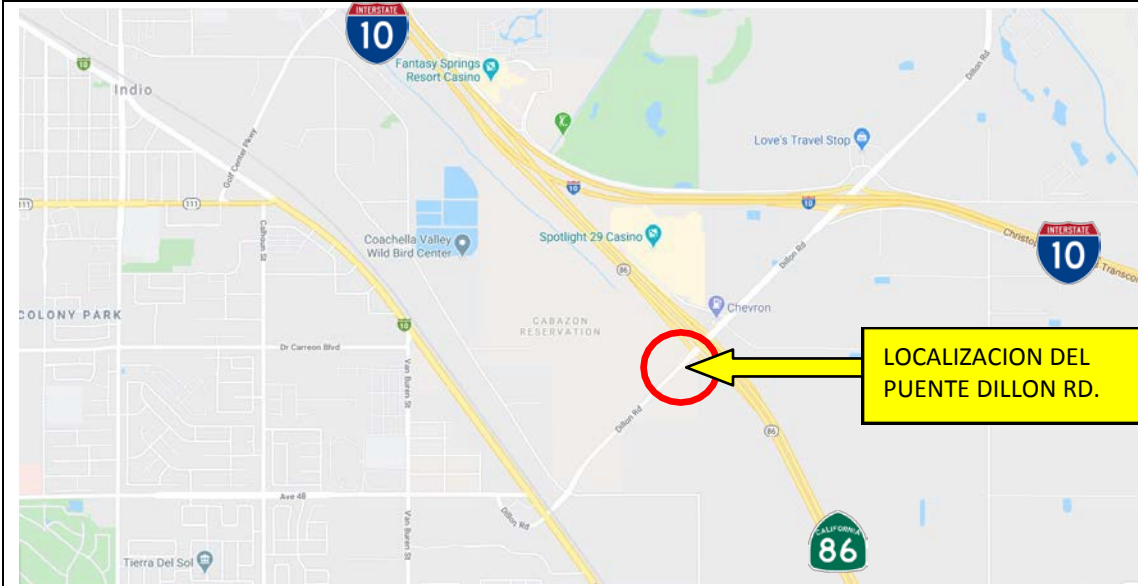 INTERSTATE
10
Fantasy Springs
Resort Casino
Indio
10
Golf Center Pkwy
Dillon Rd
Love's Travel Stop
111
111
10
10
Calhoun St
Coachella Valley
Wild Bird Center
Spotlight 29 Casino
86
Dillon Rd
INTERSTATE
10
Transcon
COLONY PARK
10
CABAZON
RESERVATION
Chevron
Dr Carreon Blvd
Van Buren St
LOCALIZACION DEL
PUENTE DILLON RD.
Dillon Rd
86
Ave 48
Dillon Rd
Van Buren St
CALIFORNIA
86
Tierra Del Sol